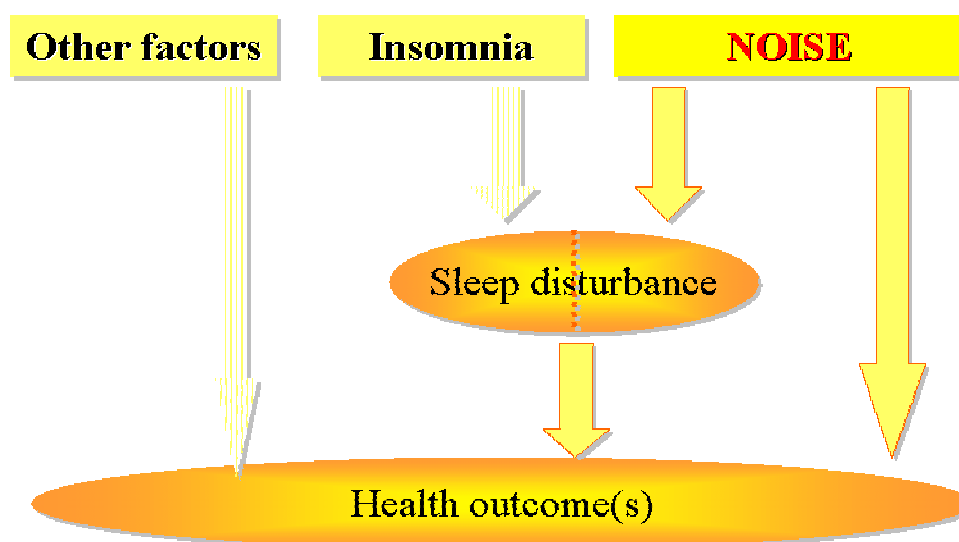 Other factors
Insomnia
NOISE
Sleep disturbance
Health outcome(s)